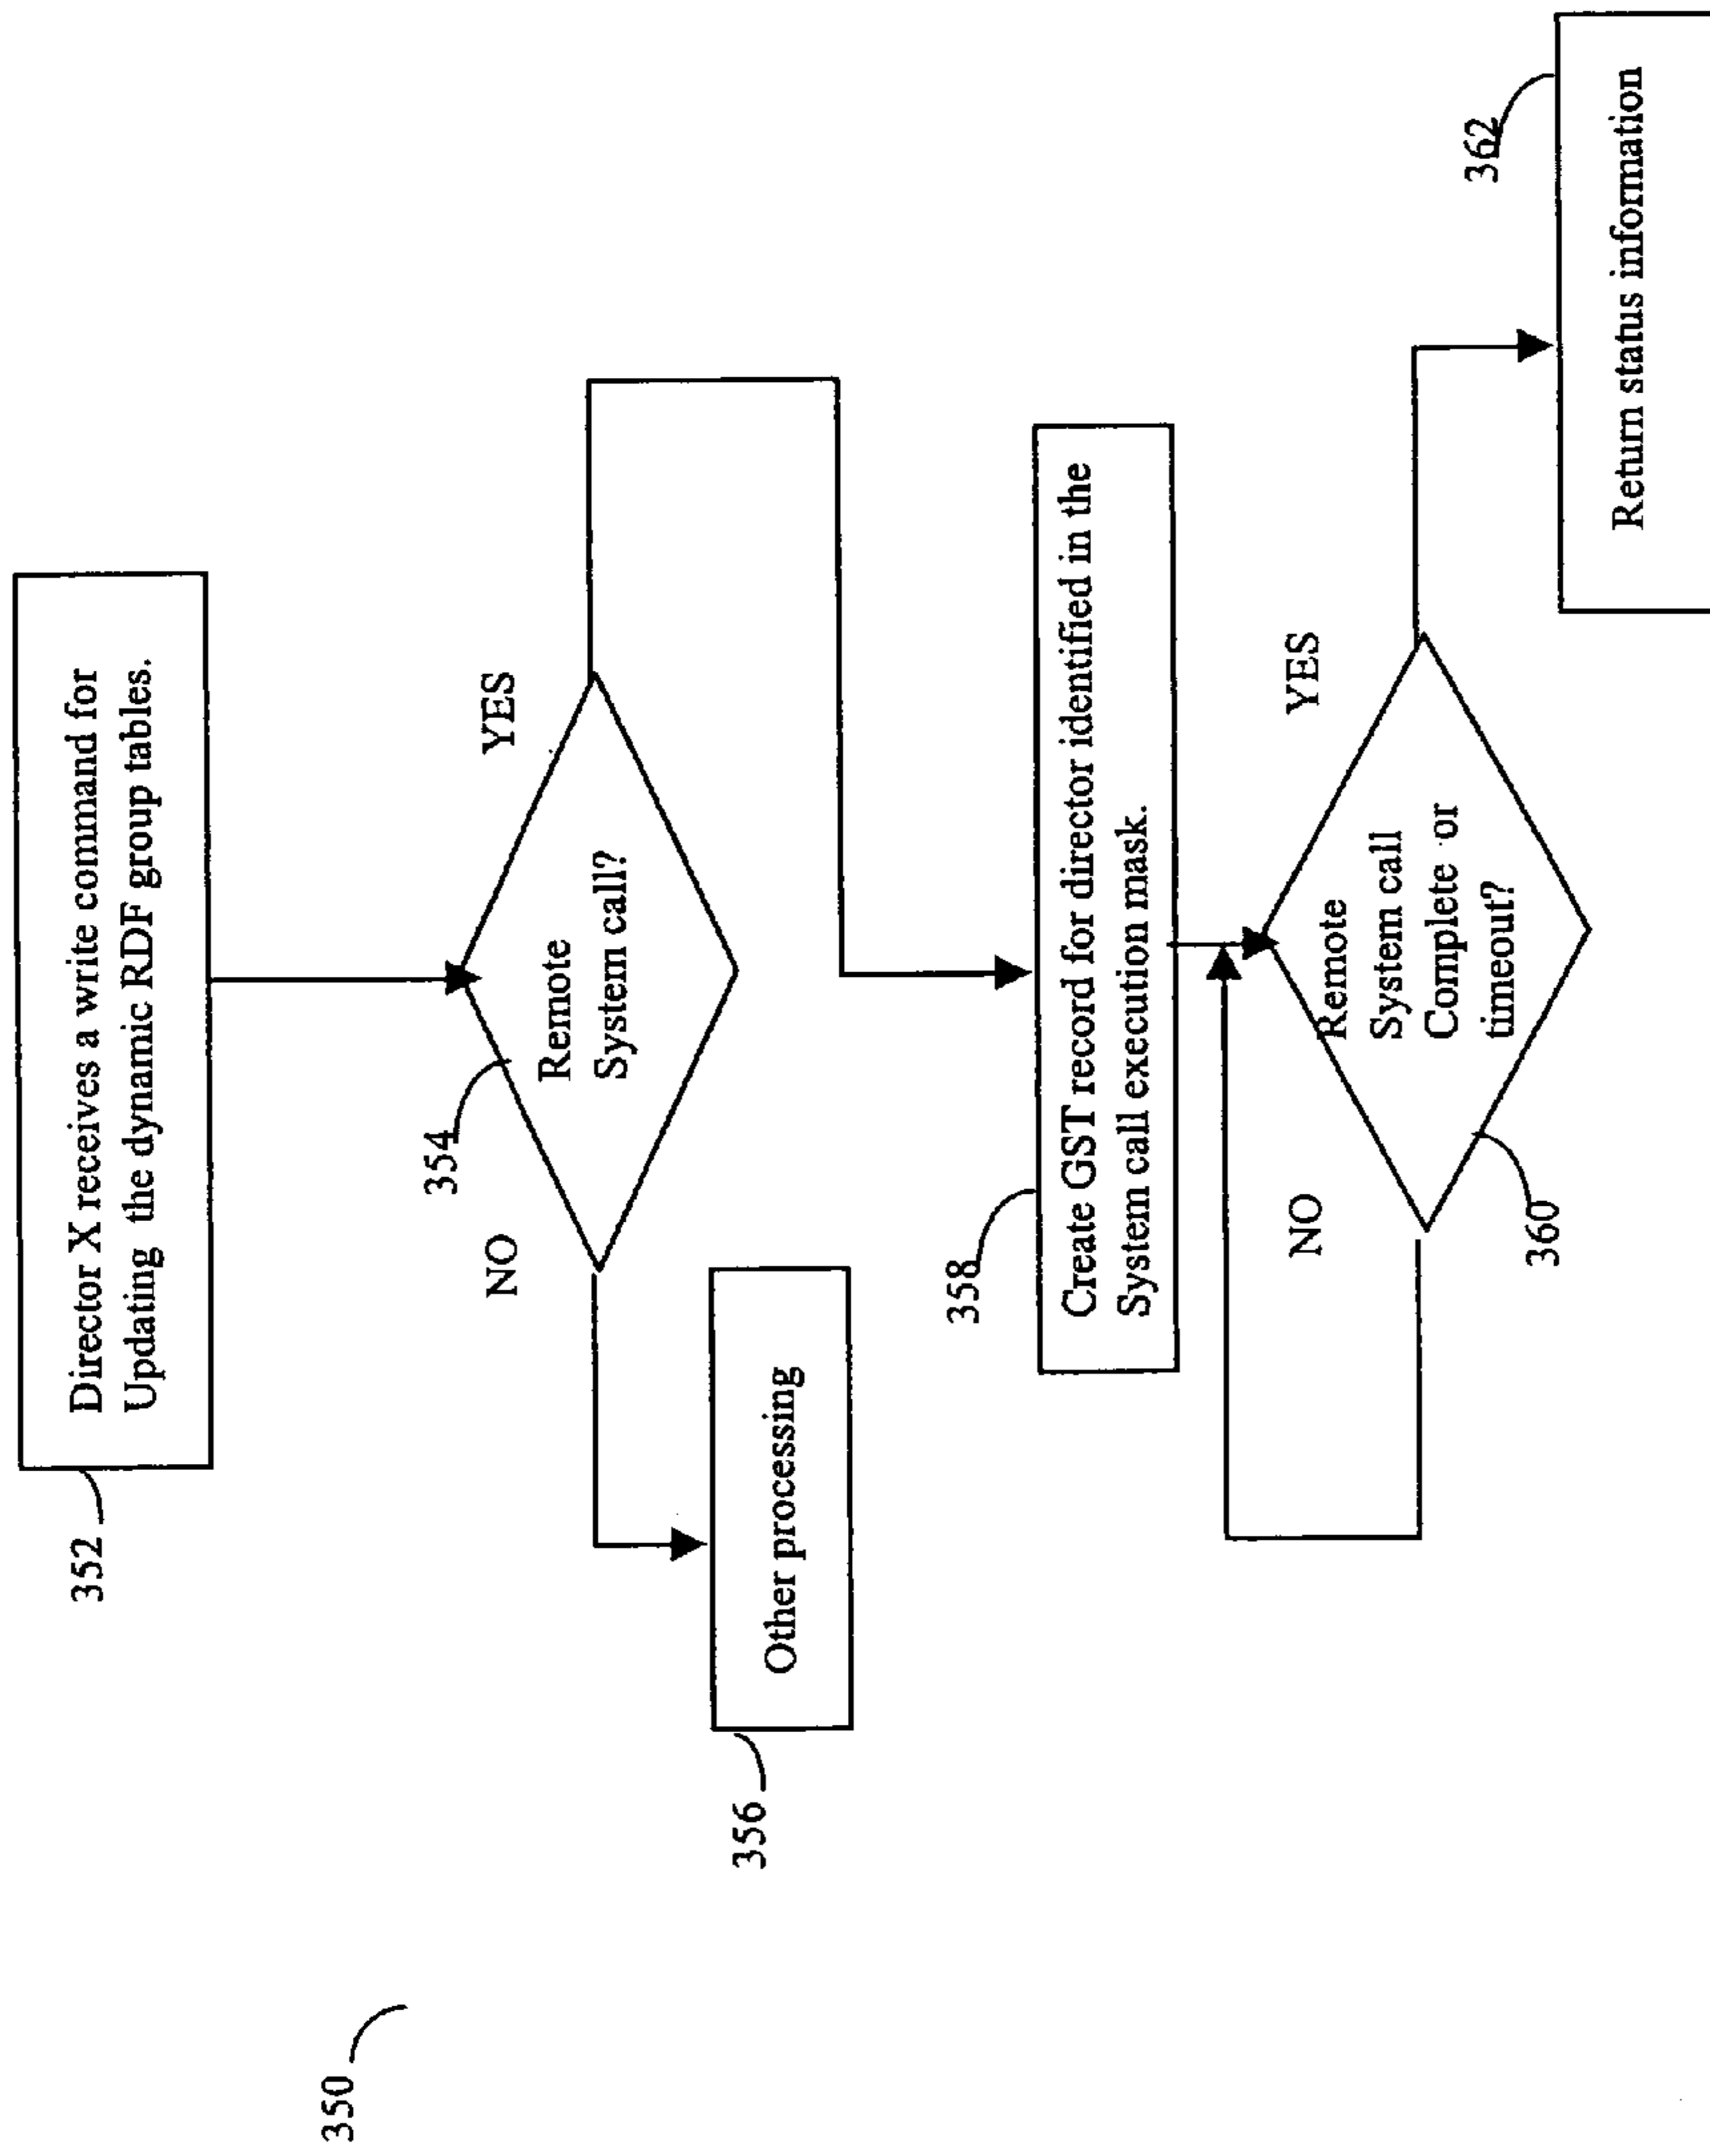 350
352
Director X receives a write command for
Updating the dynamic RDF group tables.
354
Remote
System call?
NO
YES
356
Other processing
358
Create GST record for director identified in the
System call execution mask.
NO
YES
Remote
System call
Complete or
timeout?
360
362
Return status information